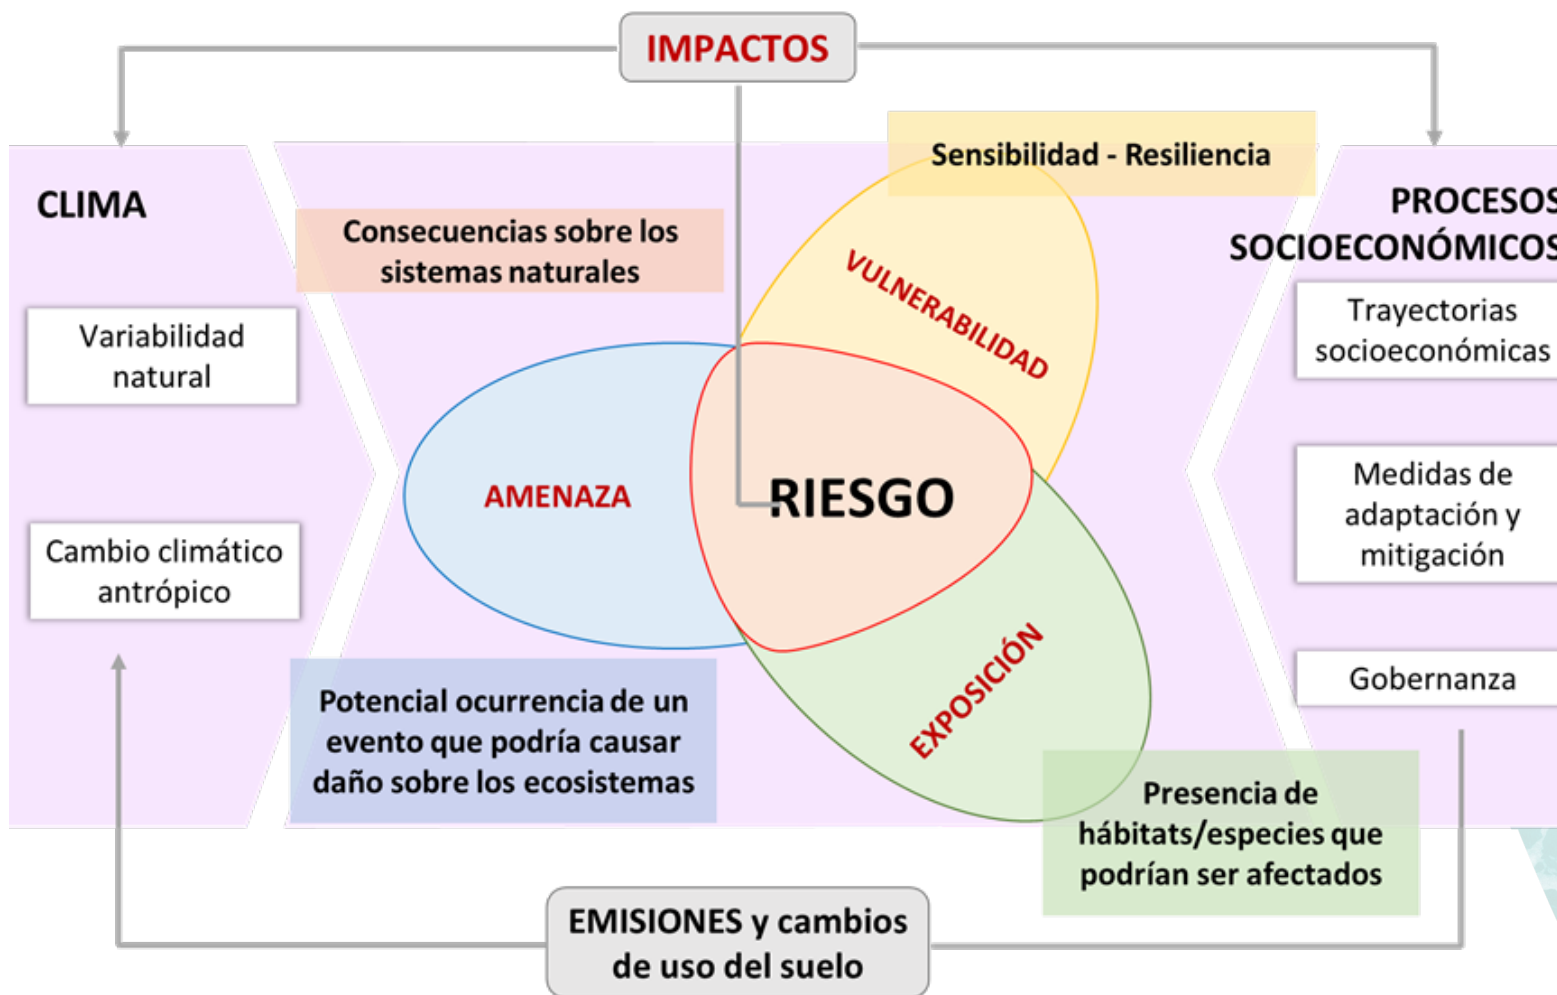 IMPACTOS
Sensibilidad - Resiliencia
CLIMA
PROCESOS
SOCIOECONÓMICOS
Consecuencias sobre los
sistemas naturales
VULNERABILIDAD
Variabilidad
natural
Trayectorias
socioeconómicas
AMENAZA
RIESGO
Medidas de
adaptación y
mitigación
Cambio climático
antrópico
EXPOSICIÓN
Gobernanza
Potencial ocurrencia de un
evento que podría causar
daño sobre los ecosistemas
Presencia de
hábitats/especies que
podrían ser afectados
EMISIONES y cambios
de uso del suelo